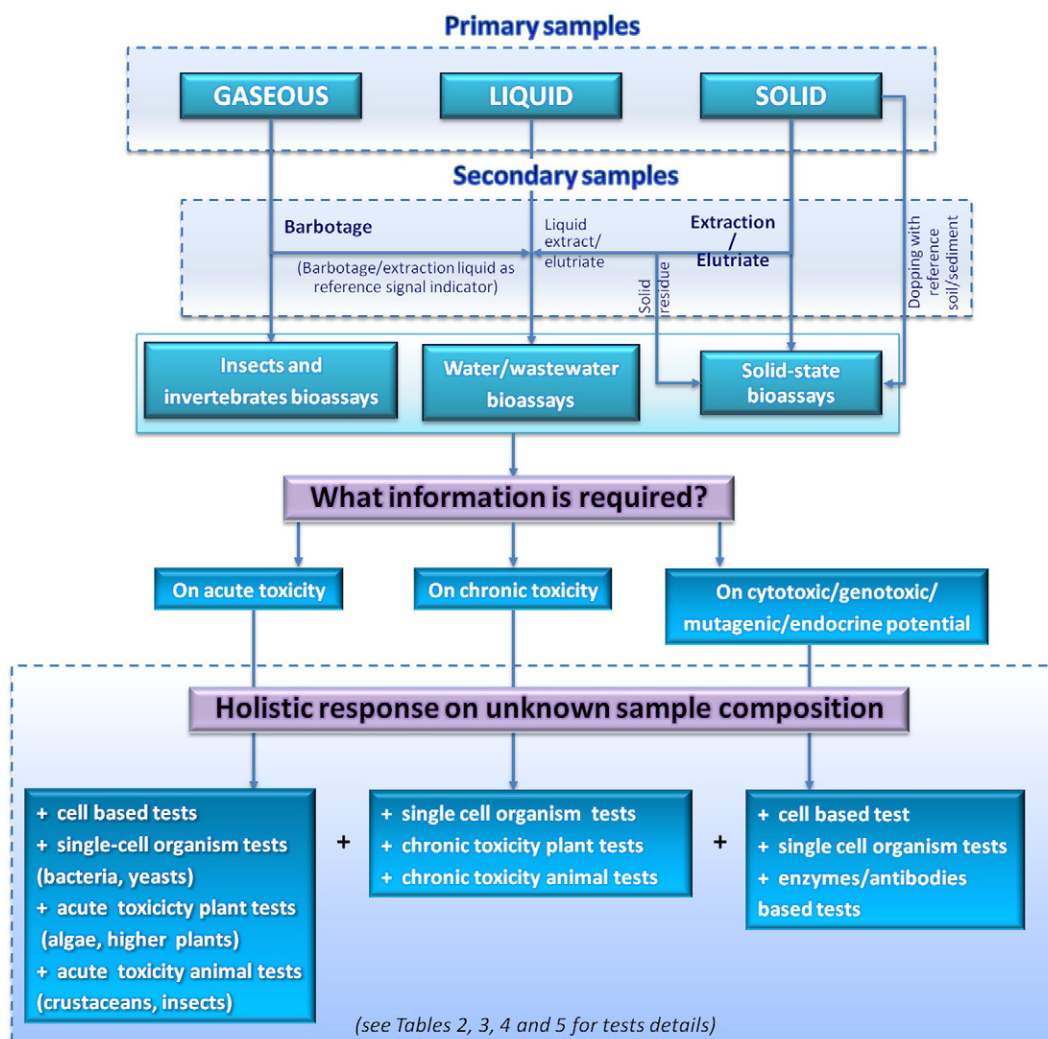 Primary samples
GASEOUS
LIQUID
SOLID
Secondary samples
Barbotage
(Barbotage/extraction liquid as
reference signal indicator)
Liquid
extract/
elutriate
Extraction
/
Elutriate
Solid
residue
Dopping with
reference
soil/sediment
Insects and
invertebrates bioassays
Water/wastewater
bioassays
Solid-state
bioassays
What information is required?
On acute toxicity
On chronic toxicity
On cytotoxic/genotoxic/
mutagenic/endocrine potential
Holistic response on unknown sample composition
+ cell based tests
+ single-cell organism tests
(bacteria, yeasts)
+ acute toxicicty plant tests
(algae, higher plants)
+ acute toxicity animal tests
(crustaceans, insects)
+
+ single cell organism tests
+ chronic toxicity plant tests
+ chronic toxicity animal tests
+
+ cell based test
+ single cell organism tests
+ enzymes/antibodies
based tests
(see Tables 2, 3, 4 and 5 for tests details)